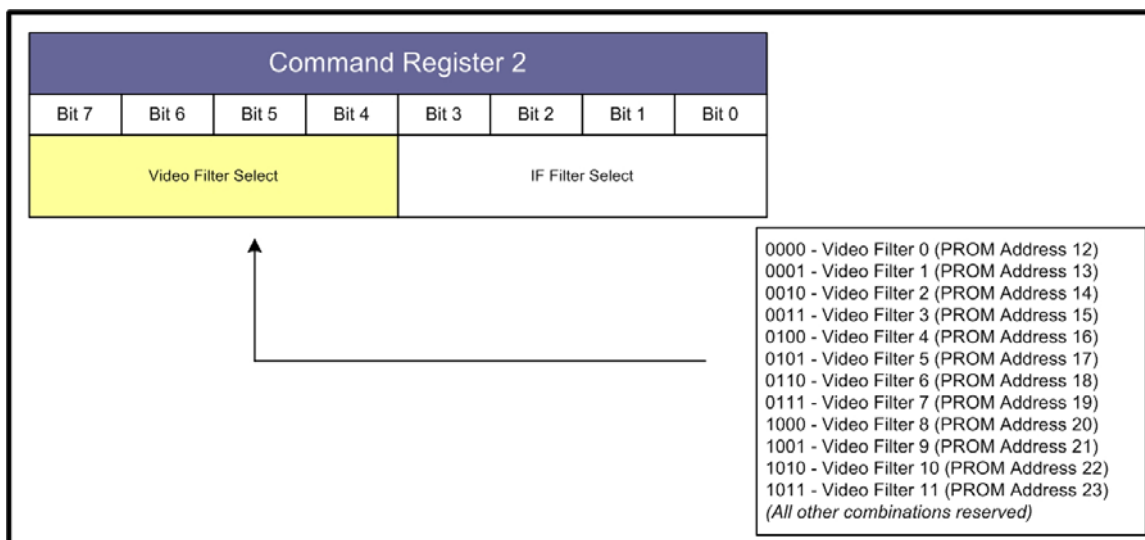 Command Register 2
Bit 7 Bit 6 Bit 5 Bit 4 Bit 3 Bit 2 Bit 1 Bit 0
Video Filter Select IF Filter Select
0000 - Video Filter 0 (PROM Address 12)
0001 - Video Filter 1 (PROM Address 13)
0010 - Video Filter 2 (PROM Address 14)
0011 - Video Filter 3 (PROM Address 15)
0100 - Video Filter 4 (PROM Address 16)
0101 - Video Filter 5 (PROM Address 17)
0110 - Video Filter 6 (PROM Address 18)
0111 - Video Filter 7 (PROM Address 19)
1000 - Video Filter 8 (PROM Address 20)
1001 - Video Filter 9 (PROM Address 21)
1010 - Video Filter 10 (PROM Address 22)
1011 - Video Filter 11 (PROM Address 23)
(All other combinations reserved)